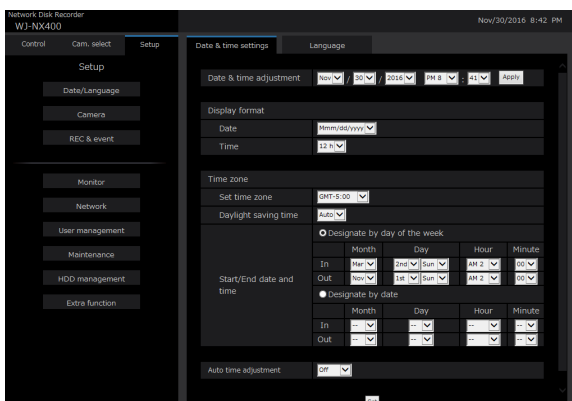 Network Disk Recorder
WJ-NX400
Nov/30/2016 8:42 PM
Control Cam. select Setup
Setup
Date/Language
Camera
REC & event
Monitor
Network
User management
Maintenance
HDD management
Extra function
Date & time settings Language
Date & time adjustment Nov / 30 / 2016 PM 8 : 41 Apply
Display format
Date Mmm/dd/yyyy
Time 12 h
Time zone
Set time zone GMT-5:00
Daylight saving time Auto
Start/End date and time
Designate by day of the week
Month Day Hour Minute
In Mar 2nd Sun AM 2 00
Out Nov 1st Sun AM 2 00
Designate by date
Month Day Hour Minute
In -- -- -- --
Out -- -- -- --
Auto time adjustment Off
Set